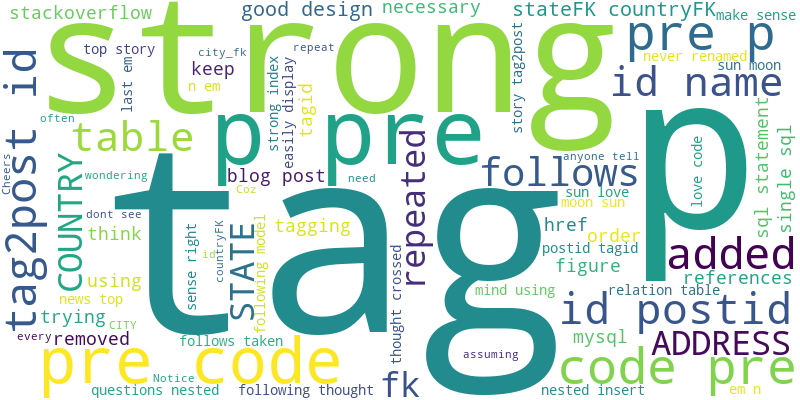 stackoverflow
good design
necessary
stateFK countryFK
make sense
strong
pre p
top story
city_fk
repeat
never renamed
keep
sun moon
n em
id name
last em
strong index
easily display
story tag2post
often
tagid
p pre
p
table
tag2post id
COUNTRY
Cheers
wondering
blog post
need
repeated
follows
anyone tell
love code
sql statement
single sql
Coz
sun love
moon sun
dont see
tag
STATE
think
sense right
countryFK
id
following model
tagging
href
order
added
postid tagid
figure
references
using
news top
thought crossed
mind using
relation table
id postid
trying
CITY
every
removed
follows taken
assuming
mysql
ADDRESS
pre code
fk
code pre
Notice
questions nested
following thought
nested insert
em n